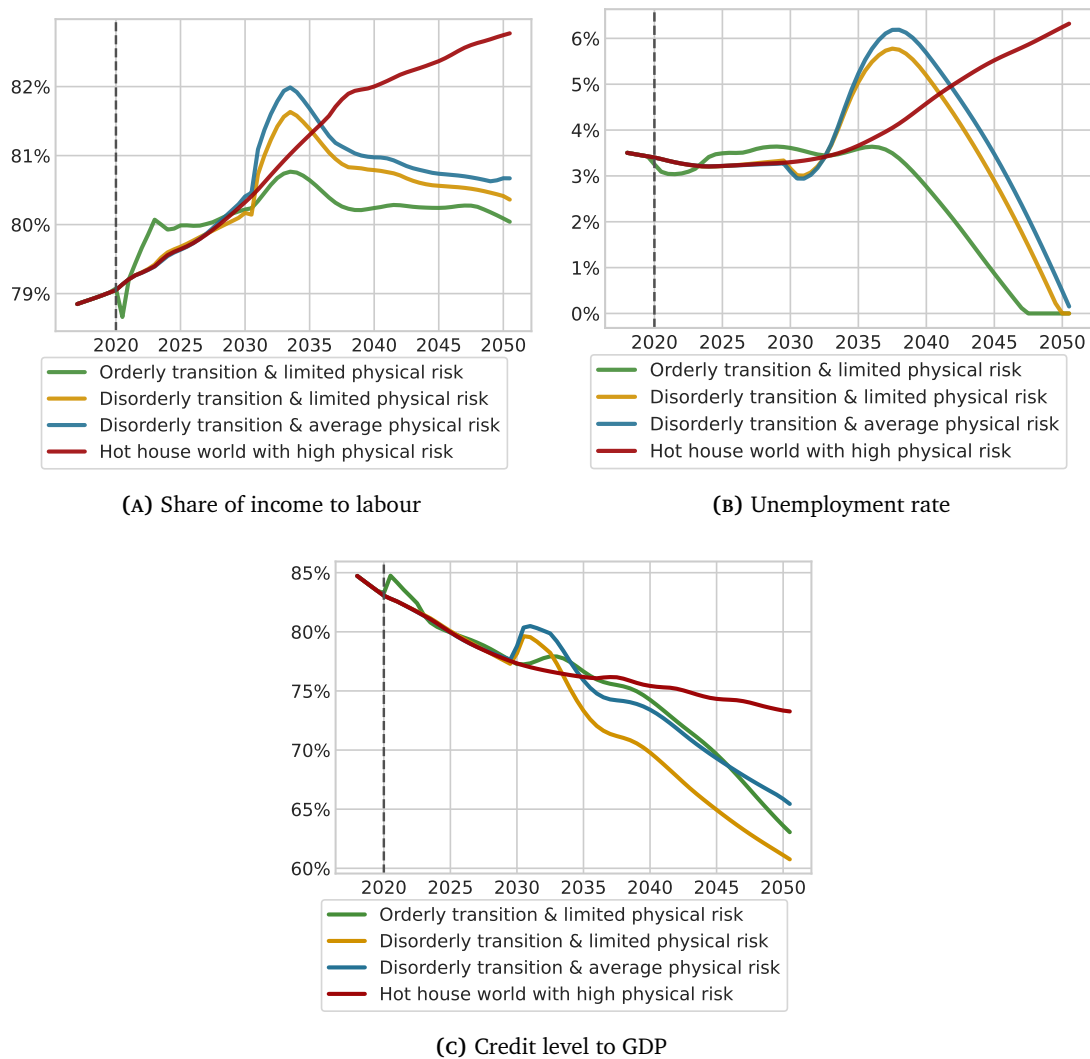 82%
81%
80%
79%
2020 2025 2030 2035 2040 2045 2050
Orderly transition & limited physical risk
Disorderly transition & limited physical risk
Disorderly transition & average physical risk
Hot house world with high physical risk
(A) Share of income to labour
6%
5%
4%
3%
2%
1%
0%
2020 2025 2030 2035 2040 2045 2050
Orderly transition & limited physical risk
Disorderly transition & limited physical risk
Disorderly transition & average physical risk
Hot house world with high physical risk
(B) Unemployment rate
85%
80%
75%
70%
65%
60%
2020 2025 2030 2035 2040 2045 2050
Orderly transition & limited physical risk
Disorderly transition & limited physical risk
Disorderly transition & average physical risk
Hot house world with high physical risk
(C) Credit level to GDP